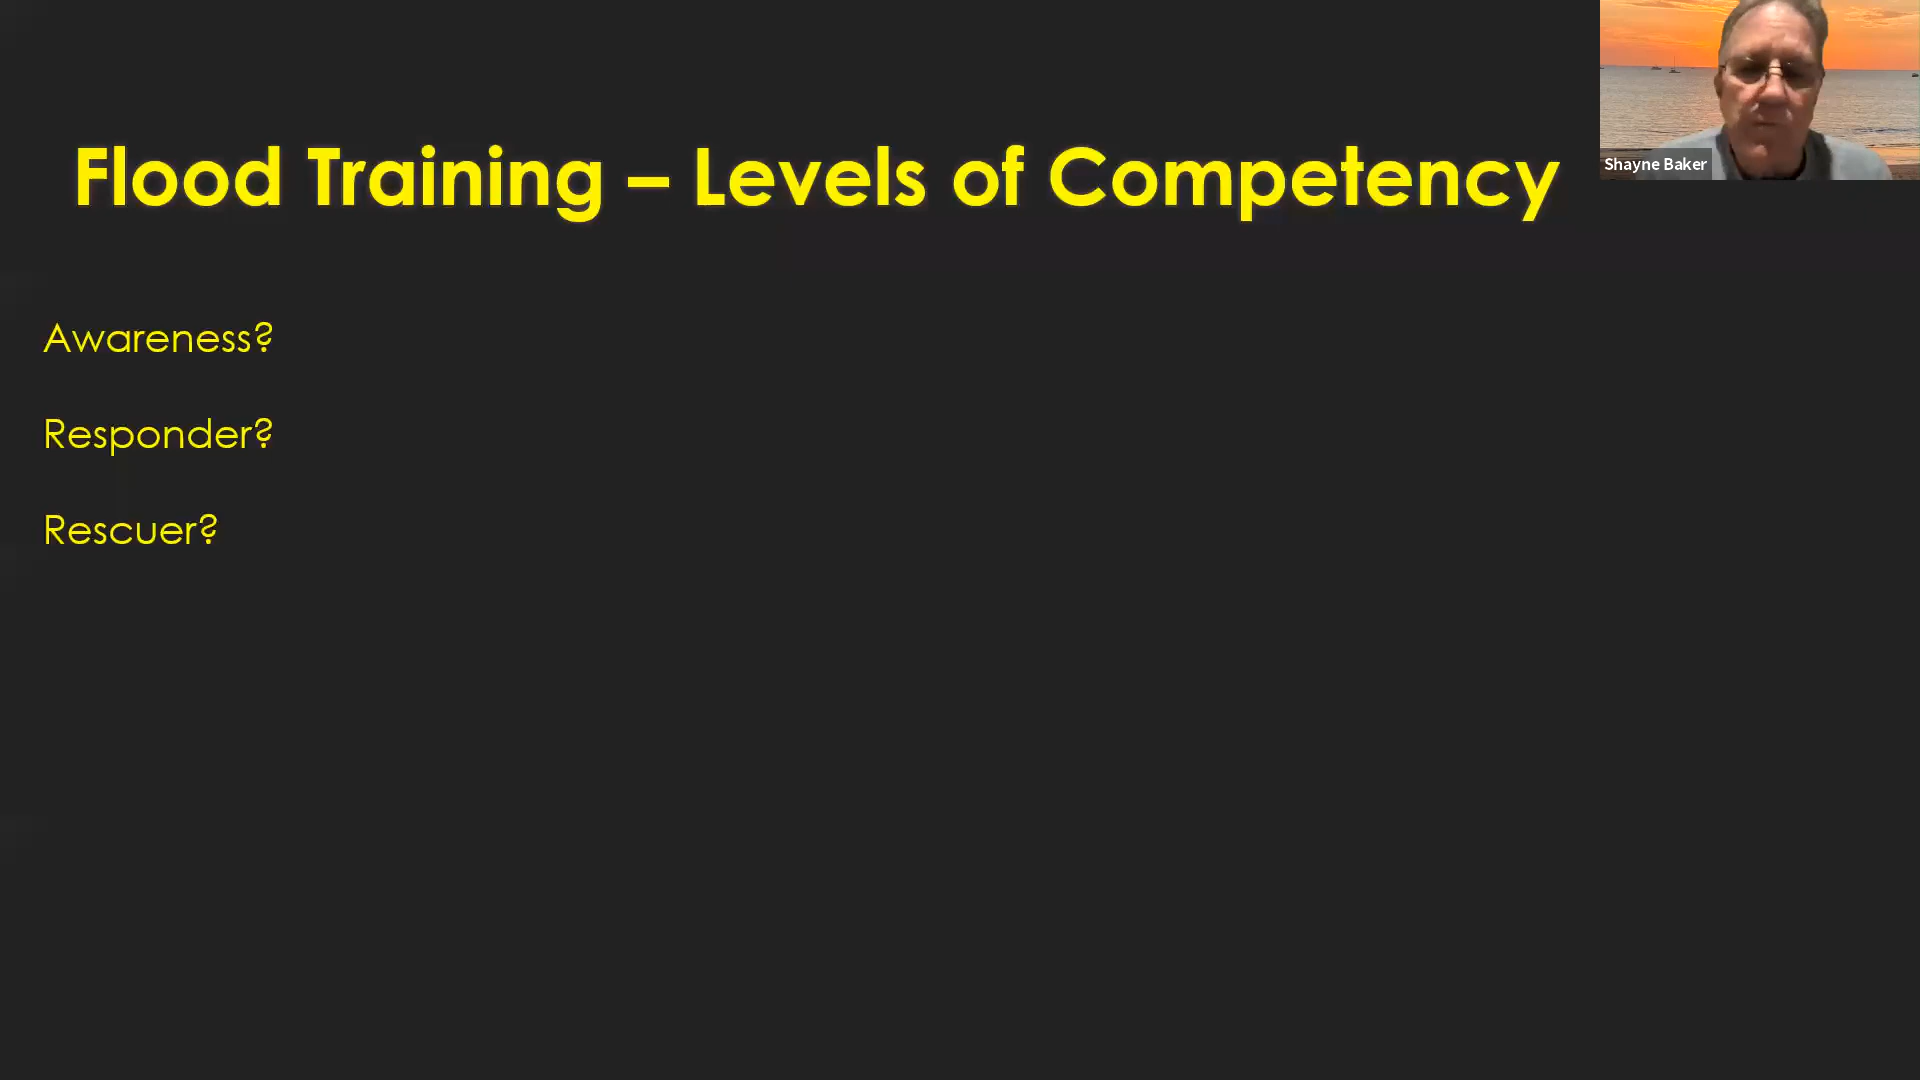 Flood Training – Levels of Competency
Shayne Baker
Awareness?
Responder?
Rescuer?